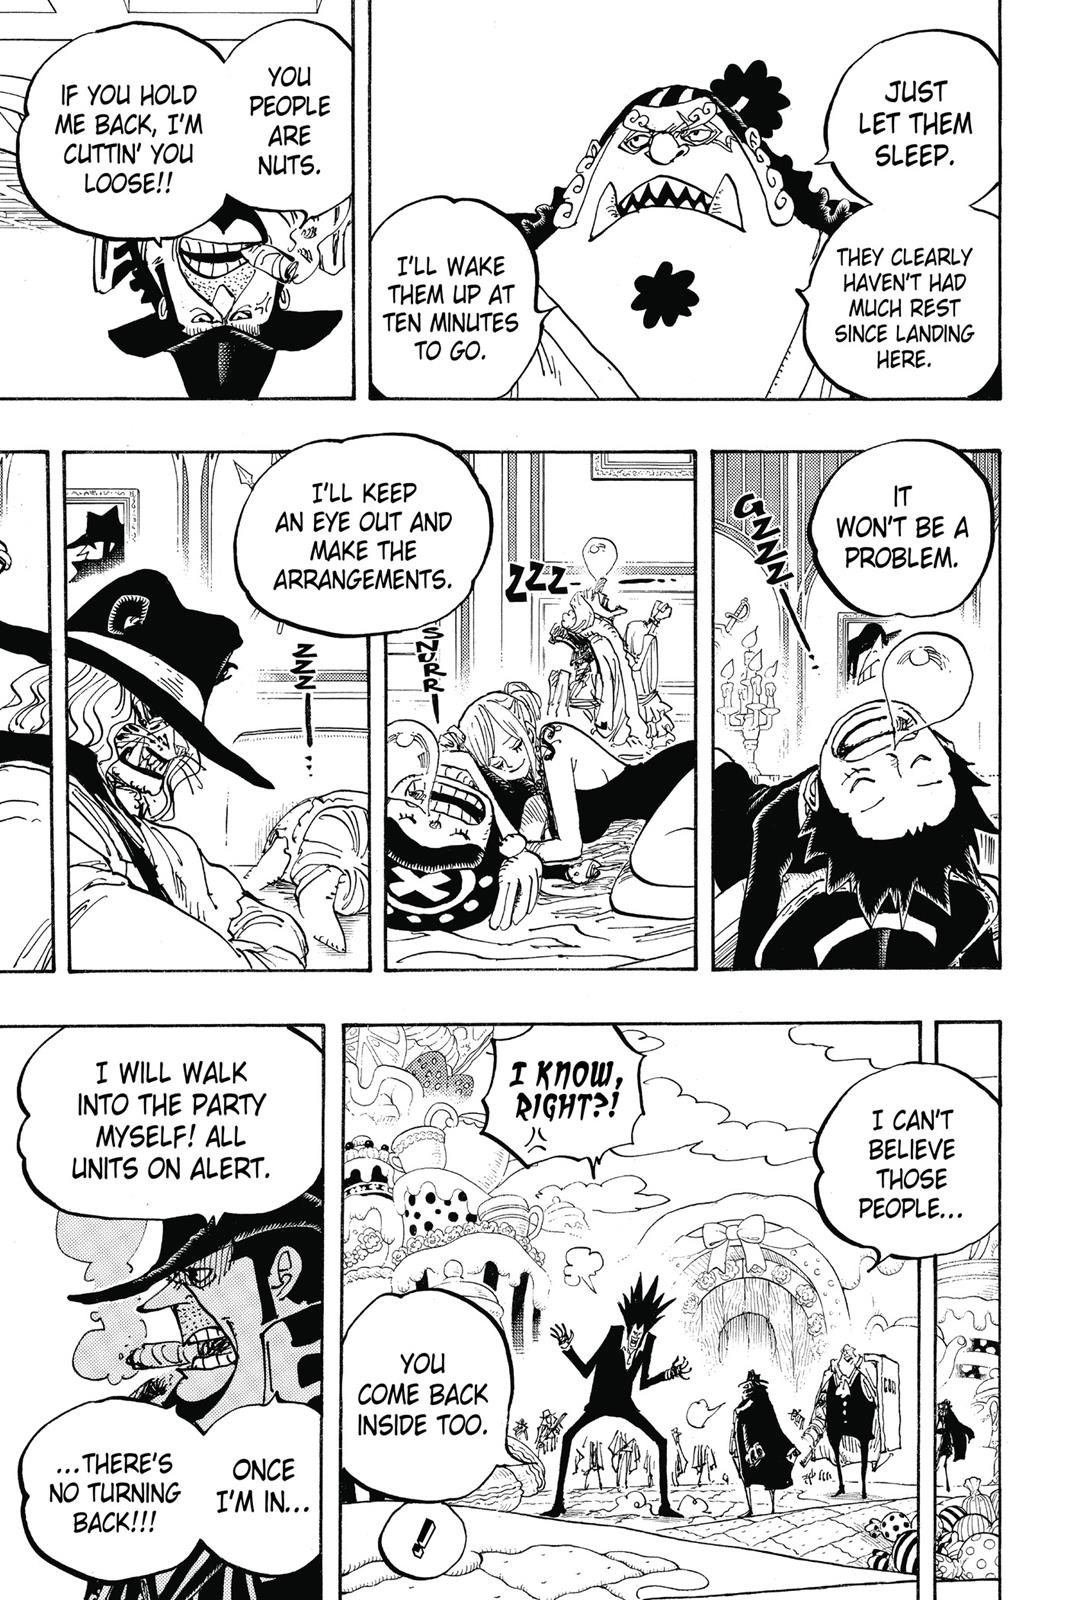 JUST
LET THEM
SLEEP.
THEY CLEARLY
HAVEN'T HAD
MUCH REST
SINCE LANDING
HERE.
I'LL WAKE
THEM UP AT
TEN MINUTES
TO GO.
YOU
PEOPLE
ARE
NUTS.
IF YOU HOLD
ME BACK, I'M
CUTTIN' YOU
LOOSE!!
IT
WON'T BE A
PROBLEM.
GZZZ
I'LL KEEP
AN EYE OUT AND
MAKE THE
ARRANGEMENTS.
ZZZ
SNURR
ZZZ
I CAN'T
BELIEVE
THOSE
PEOPLE...
I KNOW,
RIGHT?!
YOU
COME BACK
INSIDE TOO.
!
I WILL WALK
INTO THE PARTY
MYSELF! ALL
UNITS ON ALERT.
ONCE
I'M IN...
...THERE'S
NO TURNING
BACK!!!